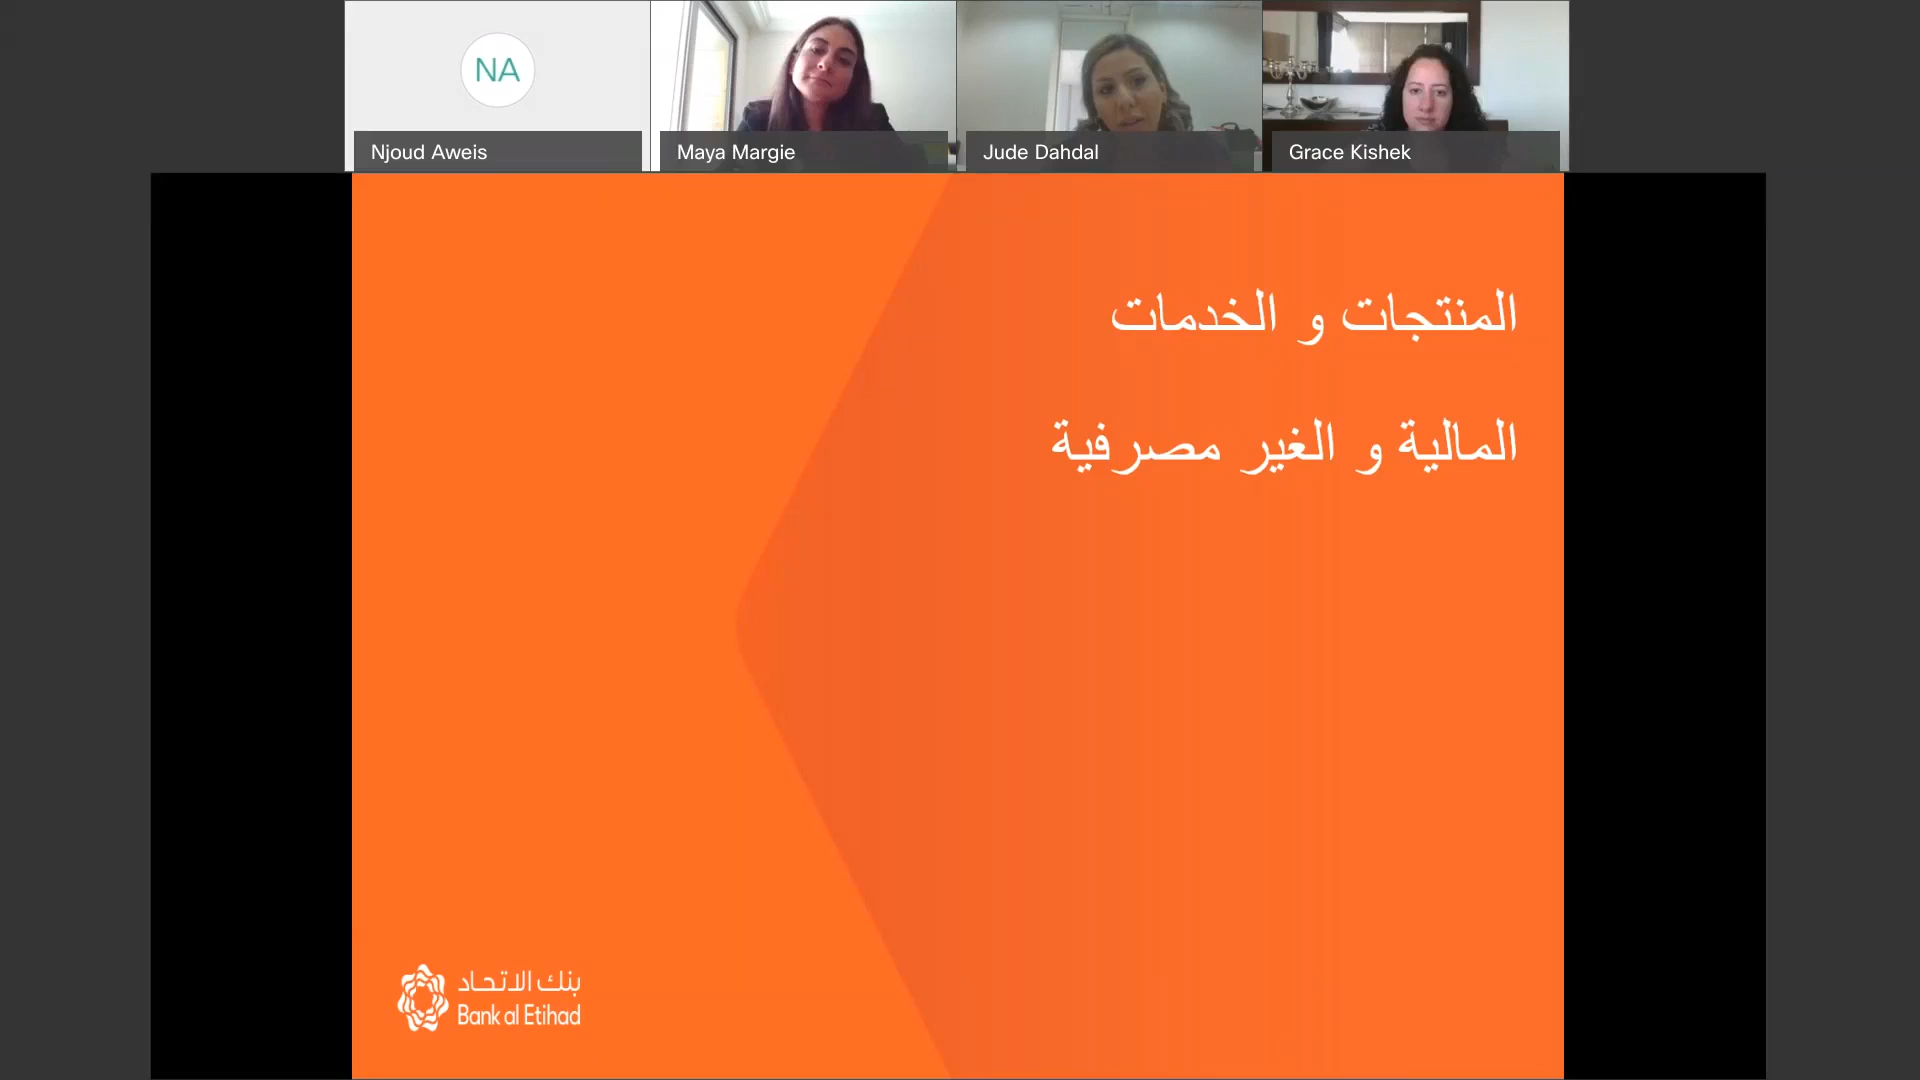 NA
Njoud Aweis
Maya Margie
Jude Dahdal
Grace Kishek
المنتجات و الخدمات
المالية و الغير مصرفية
بنك الاتحاد
Bank al Etihad